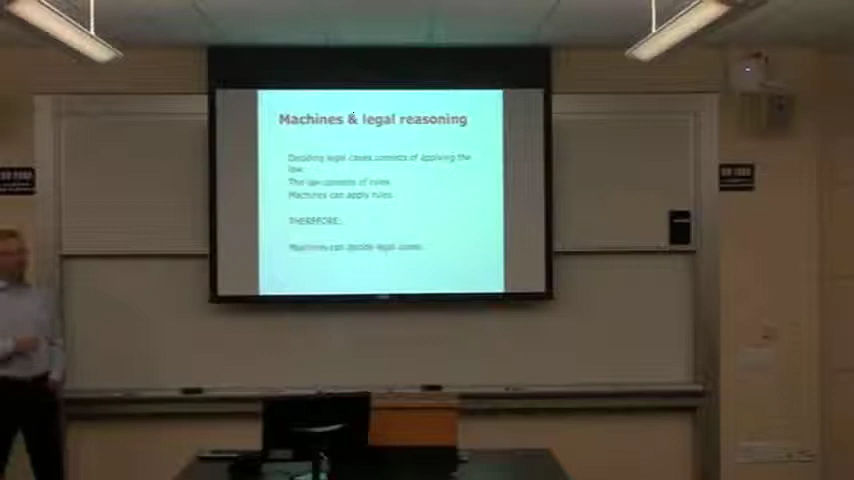 Machines & legal reasoning
Deciding legal cases consists of applying the
law.
The law consists of rules.
Machines can apply rules.
THEREFORE:
Machines can decide legal cases.